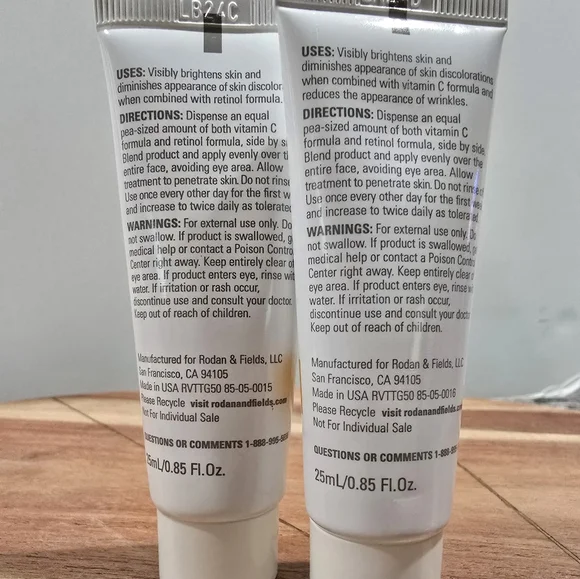 LB24C
USES: Visibly brightens skin and
diminishes appearance of skin
when combined with retinol formula.
DIRECTIONS: Dispense an equal
pea-sized amount of both vitamin C
formula and retinol formula, side by
Blend product and apply evenly over
entire face, avoiding eye area. Allow
treatment to penetrate skin. Do not rinse
Use once every other day for the first
and increase to twice daily as tolerated
WARNINGS: For external use only. Do
not swallow. If product is swallowed,
medical help or contact a Poison Control
Center right away. Keep entirely clear of
eye area. If product enters eye, rinse
water. If irritation or rash occur,
discontinue use and consult your doctor.
Keep out of reach of children.
Manufactured for Rodan & Fields, LLC
San Francisco, CA 94105
Made in USA RVTTG50 85-05-0015
Please Recycle visit rodanandfields.com
Not For Individual Sale
QUESTIONS OR COMMENTS 1-888-995-
25mL/0.85 Fl.Oz.
USES: Visibly brightens skin and
diminishes appearance of skin discolorations
when combined with vitamin C formula and
reduces the appearance of wrinkles.
DIRECTIONS: Dispense an equal
pea-sized amount of both vitamin C
formula and retinol formula, side by side.
Blend product and apply evenly over the
entire face, avoiding eye area. Allow
treatment to penetrate skin. Do not rinse
Use once every other day for the first
and increase to twice daily as tolerated
WARNINGS: For external use only. Do
not swallow. If product is swallowed,
medical help or contact a Poison Control
Center right away. Keep entirely clear
eye area. If product enters eye, rinse
water. If irritation or rash occur,
discontinue use and consult your doctor
Keep out of reach of children.
Manufactured for Rodan & Fields, LLC
San Francisco, CA 94105
Made in USA RVTTG50 85-05-0016
Please Recycle visit rodanandfields.com
Not For Individual Sale
QUESTIONS OR COMMENTS 1-888-
25mL/0.85 Fl.Oz.